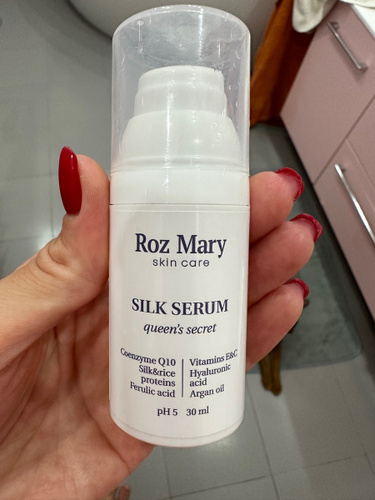 Roz Mary
skin care
SILK SERUM
queen's secret
Coenzyme Q10
Silk&rice
proteins
Ferulic acid
Vitamins E&C
Hyaluronic
acid
Argan oil
pH 5 30 ml